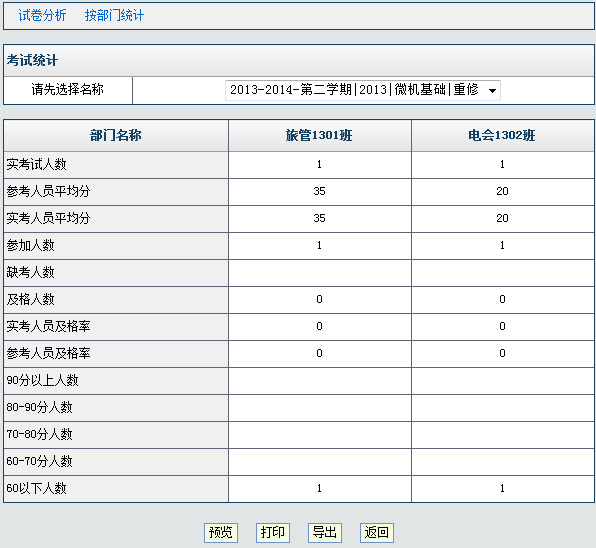 试卷分析 按部门统计
考试统计
请先选择名称 2013-2014-第二学期|2013|微机基础|重修
部门名称 旅管1301班 电会1302班
实考试人数 1 1
参考人员平均分 35 20
实考人员平均分 35 20
参加人数 1 1
缺考人数
及格人数 0 0
实考人员及格率 0 0
参考人员及格率 0 0
90分以上人数
80-90分人数
70-80分人数
60-70分人数
60以下人数 1 1
预览 打印 导出 返回